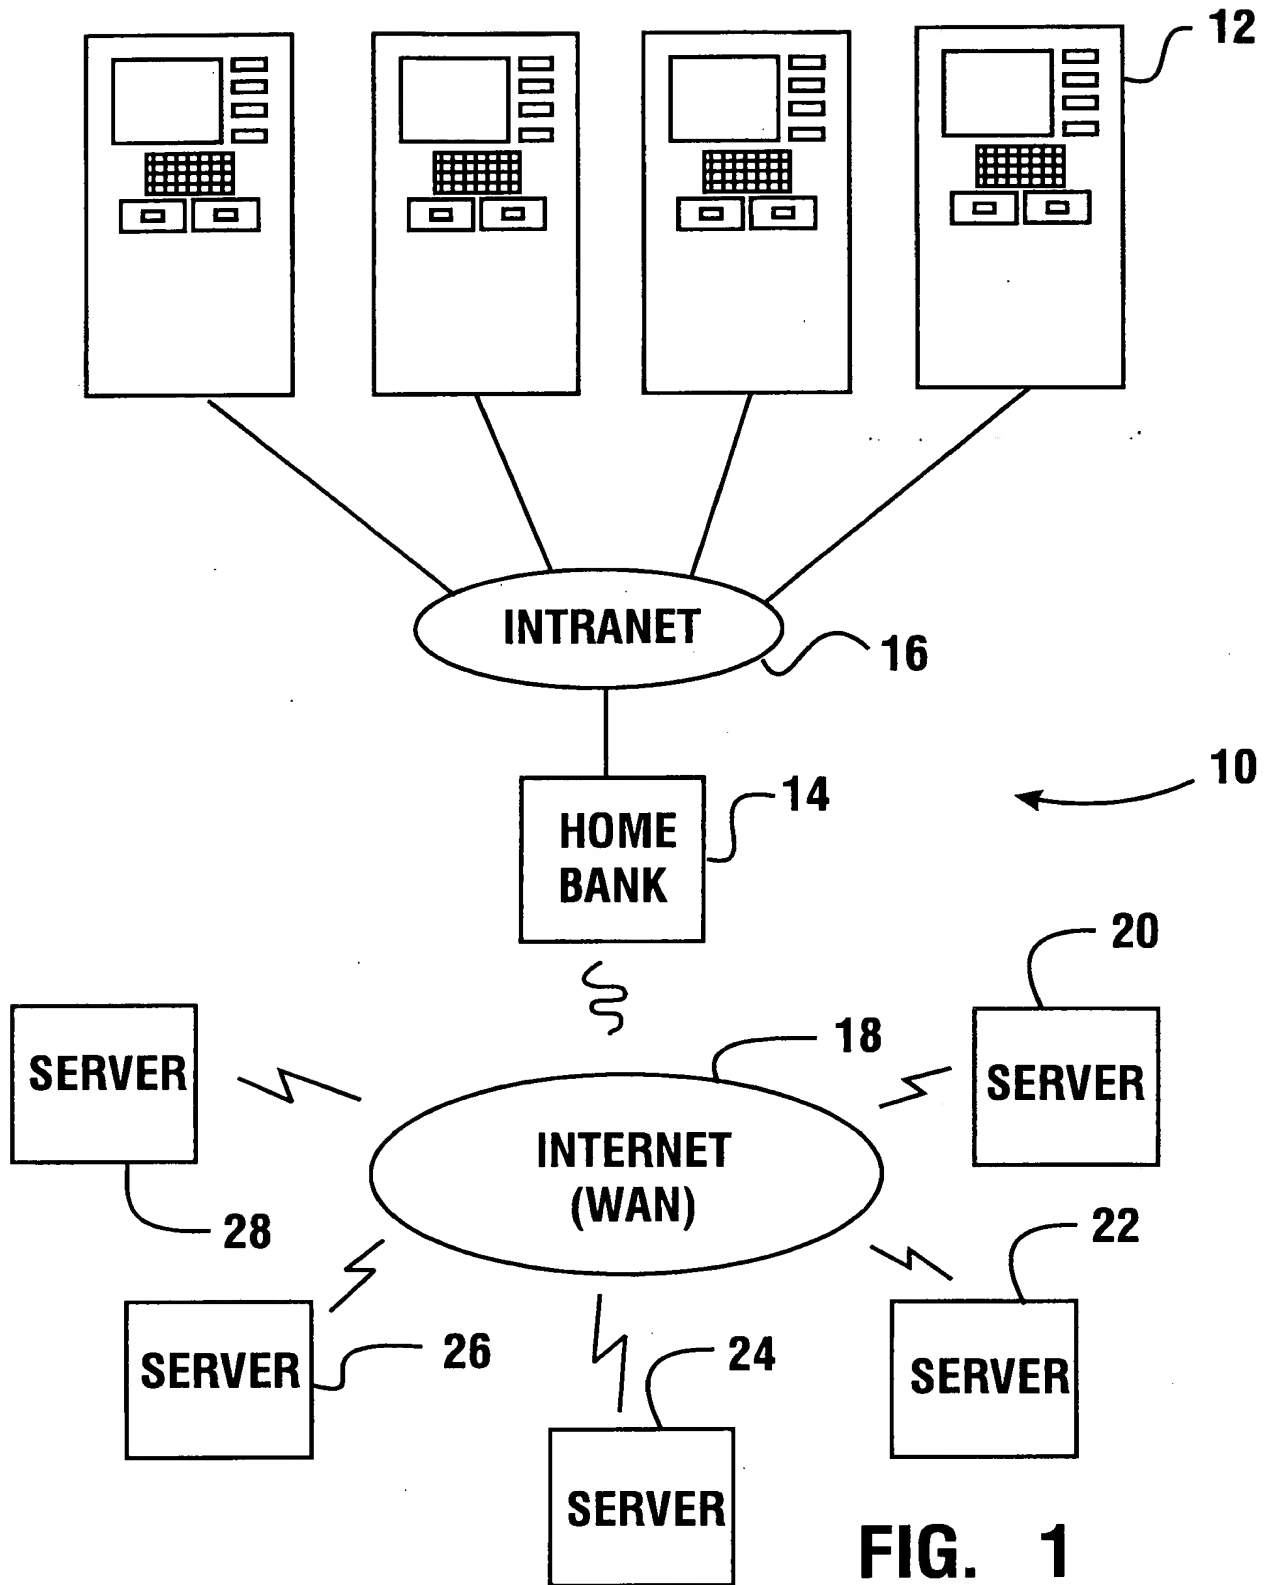 12
INTRANET
16
10
HOME
BANK
14
20
18
SERVER
SERVER
INTERNET
(WAN)
28
22
SERVER
26
24
SERVER
SERVER
FIG. 1